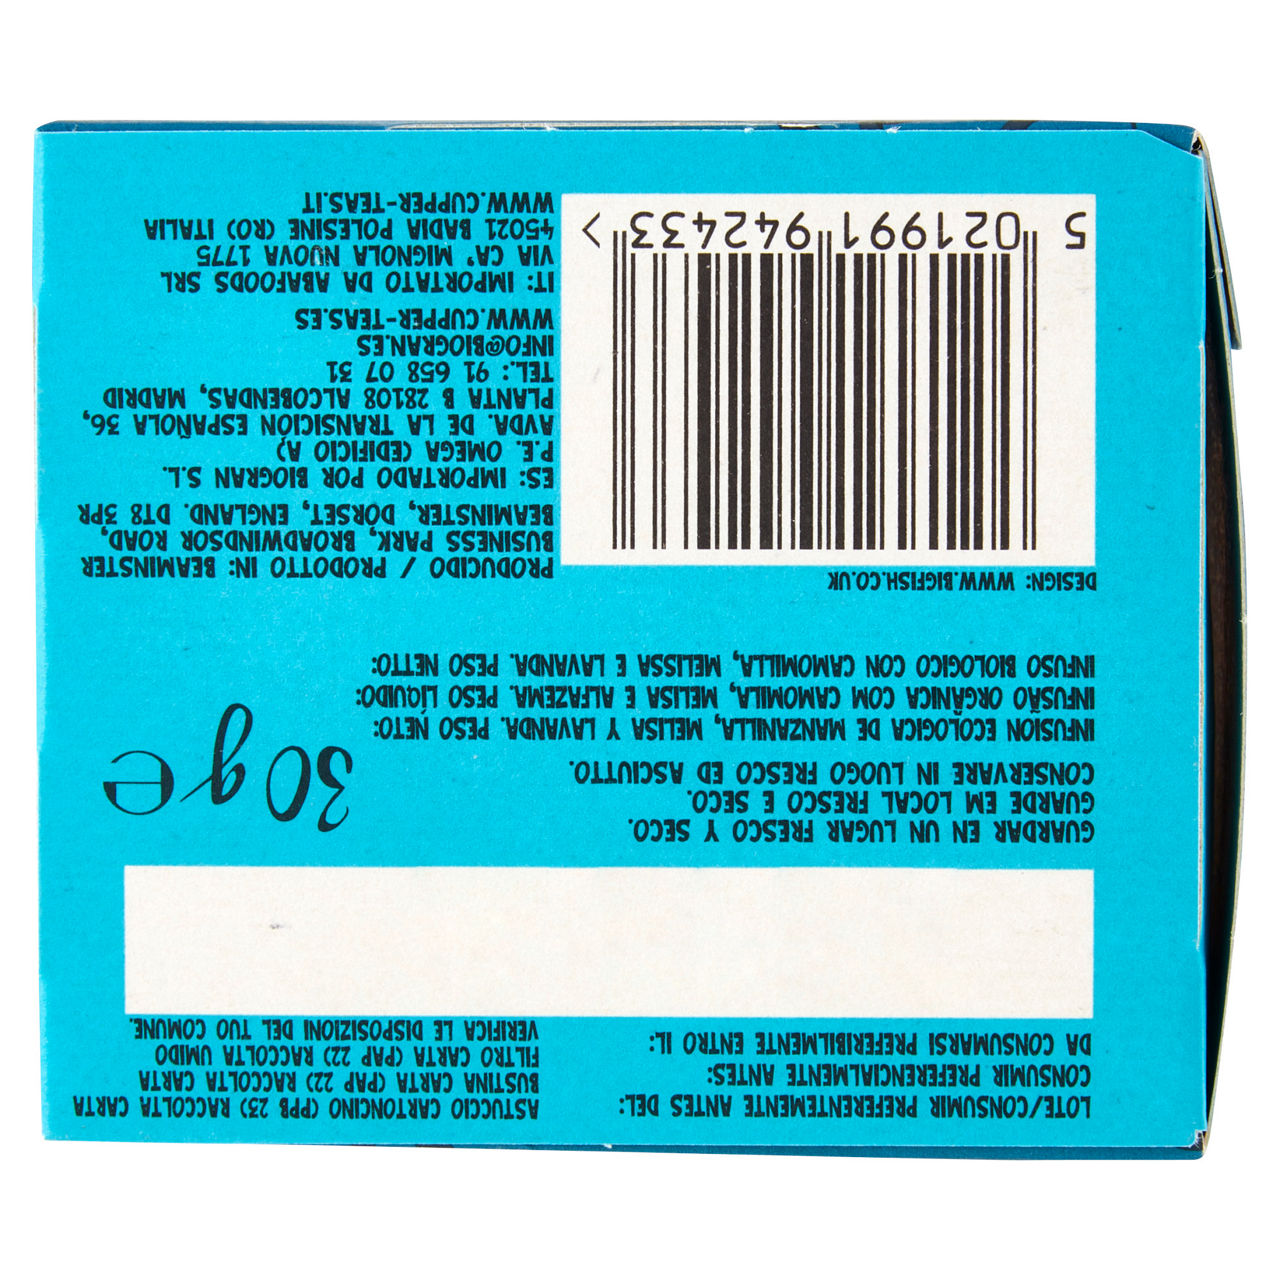 LOTE/CONSUMIR PREFERENTEMENTE ANTES DEL:
CONSUMIR PREFERENCIALMENTE ANTES:
DA CONSUMARSI PREFERIBILMENTE ENTRO IL:
ASTUCCIO CARTONCINO (PPB 23) RACCOLTA CARTA
BUSTINA CARTA (PAP 22) RACCOLTA CARTA
FILTRO CARTA (PAP 22) RACCOLTA UMIDO
VERIFICA LE DISPOSIZIONI DEL TUO COMUNE.
GUARDAR EN UN LUGAR FRESCO Y SECO.
GUARDE EM LOCAL FRESCO E SECO.
CONSERVARE IN LUOGO FRESCO ED ASCIUTTO.
INFUSIÓN ECOLÓGICA DE MANZANILLA, MELISA Y LAVANDA. PESO NETO:
INFUSÃO ORGÂNICA COM CAMOMILA, MELISA E ALFAZEMA. PESO LÍQUIDO:
INFUSO BIOLOGICO CON CAMOMILLA, MELISSA E LAVANDA. PESO NETTO:
30g e
DESIGN: WWW.BIGFISH.CO.UK
5 021991 942433 >
PRODUCIDO / PRODOTTO IN: BEAMINSTER
BUSINESS PARK, BROADWINDSOR ROAD,
BEAMINSTER, DORSET, ENGLAND. DT8 3PR
ES: IMPORTADO POR BIOGRAN S.L.
P.E. OMEGA (EDIFICIO A)
AVDA. DE LA TRANSICIÓN ESPAÑOLA 36,
PLANTA B 28108 ALCOBENDAS, MADRID
TEL.: 91 658 07 31
INFO@BIOGRAN.ES
WWW.CUPPER-TEAS.ES
IT: IMPORTATO DA ABAFOODS SRL
VIA CA' MIGNOLA NUOVA 1775
45021 BADIA POLESINE (RO) ITALIA
WWW.CUPPER-TEAS.IT